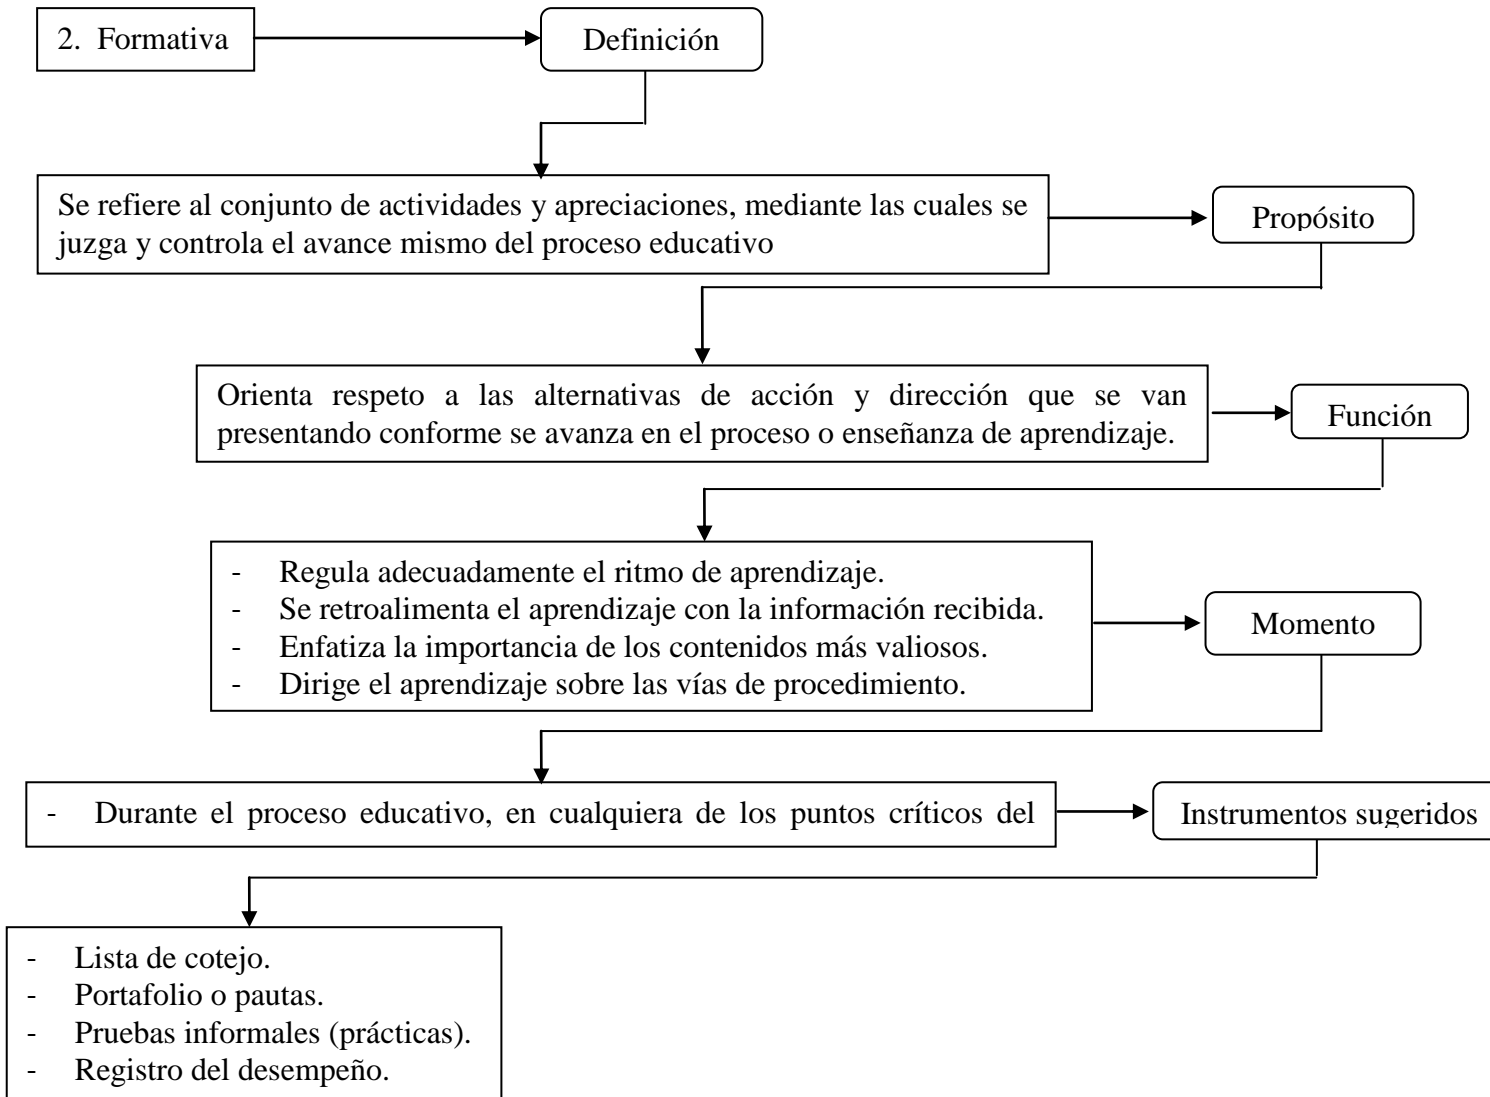 2. Formativa
Definición
Se refiere al conjunto de actividades y apreciaciones, mediante las cuales se
juzga y controla el avance mismo del proceso educativo
Propósito
Orienta respeto a las alternativas de acción y dirección que se van
presentando conforme se avanza en el proceso o enseñanza de aprendizaje.
Función
- Regula adecuadamente el ritmo de aprendizaje.
- Se retroalimenta el aprendizaje con la información recibida.
- Enfatiza la importancia de los contenidos más valiosos.
- Dirige el aprendizaje sobre las vías de procedimiento.
Momento
- Durante el proceso educativo, en cualquiera de los puntos críticos del
Instrumentos sugeridos
- Lista de cotejo.
- Portafolio o pautas.
- Pruebas informales (prácticas).
- Registro del desempeño.